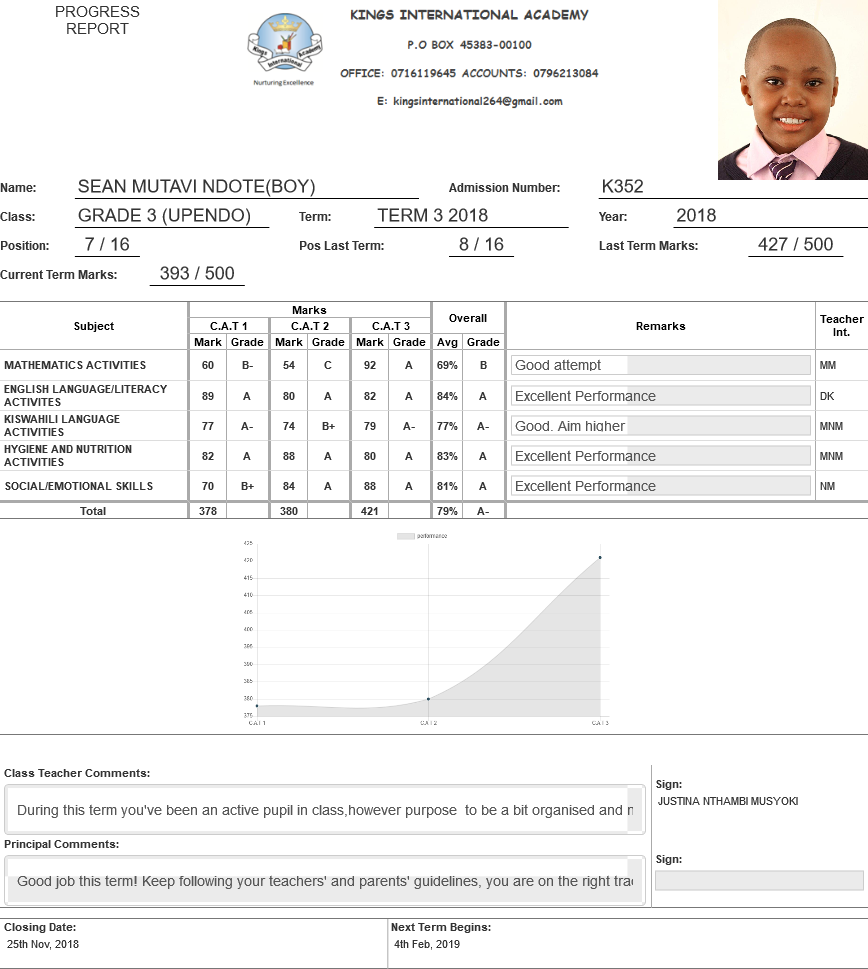 PROGRESS
REPORT
Kings International Academy
Nurturing Excellence
KINGS INTERNATIONAL ACADEMY
P.O BOX 45383-00100
OFFICE: 0716119645 ACCOUNTS: 0796213084
E: kingsinternational264@gmail.com
Name: SEAN MUTAVI NDOTE(BOY) Admission Number: K352
Class: GRADE 3 (UPENDO) Term: TERM 3 2018 Year: 2018
Position: 7 / 16 Pos Last Term: 8 / 16 Last Term Marks: 427 / 500
Current Term Marks: 393 / 500
Subject Marks Overall Remarks Teacher Int.
C.A.T 1 C.A.T 2 C.A.T 3
Mark Grade Mark Grade Mark Grade Avg Grade
MATHEMATICS ACTIVITIES 60 B- 54 C 92 A 69% B Good attempt MM
ENGLISH LANGUAGE/LITERACY ACTIVITES 89 A 80 A 82 A 84% A Excellent Performance DK
KISWAHILI LANGUAGE ACTIVITIES 77 A- 74 B+ 79 A- 77% A- Good. Aim higher MNM
HYGIENE AND NUTRITION ACTIVITIES 82 A 88 A 80 A 83% A Excellent Performance MNM
SOCIAL/EMOTIONAL SKILLS 70 B+ 84 A 88 A 81% A Excellent Performance NM
Total 378 380 421 79% A-
performance
425
420
415
410
405
400
395
390
385
380
375
C.A.T 1 C.A.T 2 C.A.T 3
Class Teacher Comments:
During this term you've been an active pupil in class,however purpose to be a bit organised and
Sign:
JUSTINA NTHAMBI MUSYOKI
Principal Comments:
Good job this term! Keep following your teachers' and parents' guidelines, you are on the right
Sign:
Closing Date: Next Term Begins:
25th Nov, 2018 4th Feb, 2019